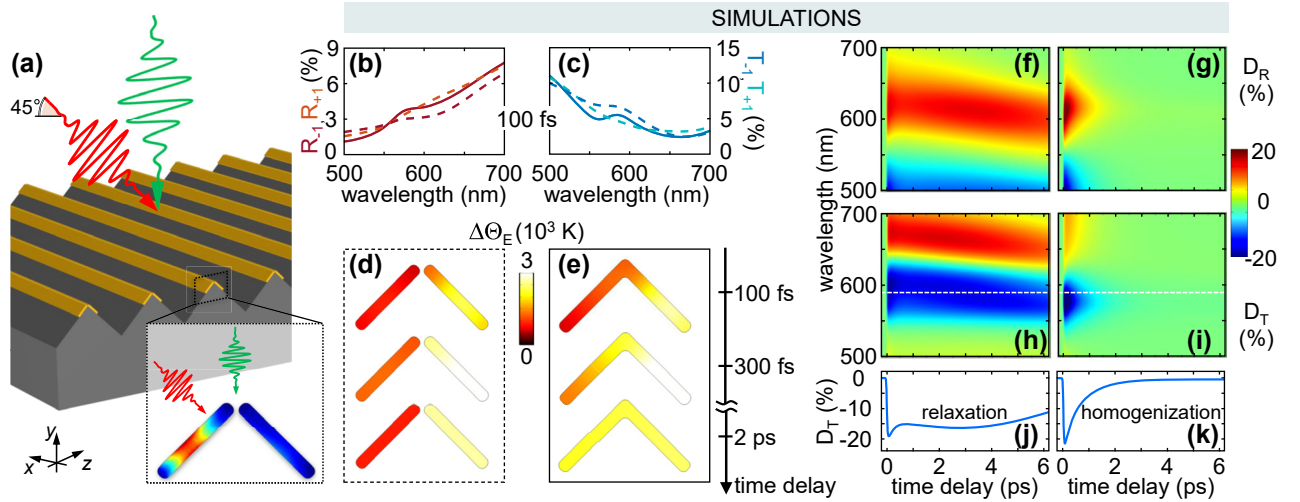 SIMULATIONS
(a)
45°
y
x
z
9
6
3
0
(b)
R-1 R+1 (%)
500 600 700
wavelength (nm)
100 fs
(c)
15
10
5
0
T-1 T+1
(%)
500 600 700
wavelength (nm)
ΔΘE (10³ K)
3
0
(d)
(e)
100 fs
300 fs
2 ps
time delay
wavelength (nm)
700
600
500
(f)
(g)
DR
(%)
20
10
0
-10
-20
700
600
500
(h)
(i)
DT
(%)
DT (%)
0
-10
-20
relaxation
(j)
0 2 4 6
time delay (ps)
homogenization
(k)
0 2 4 6
time delay (ps)